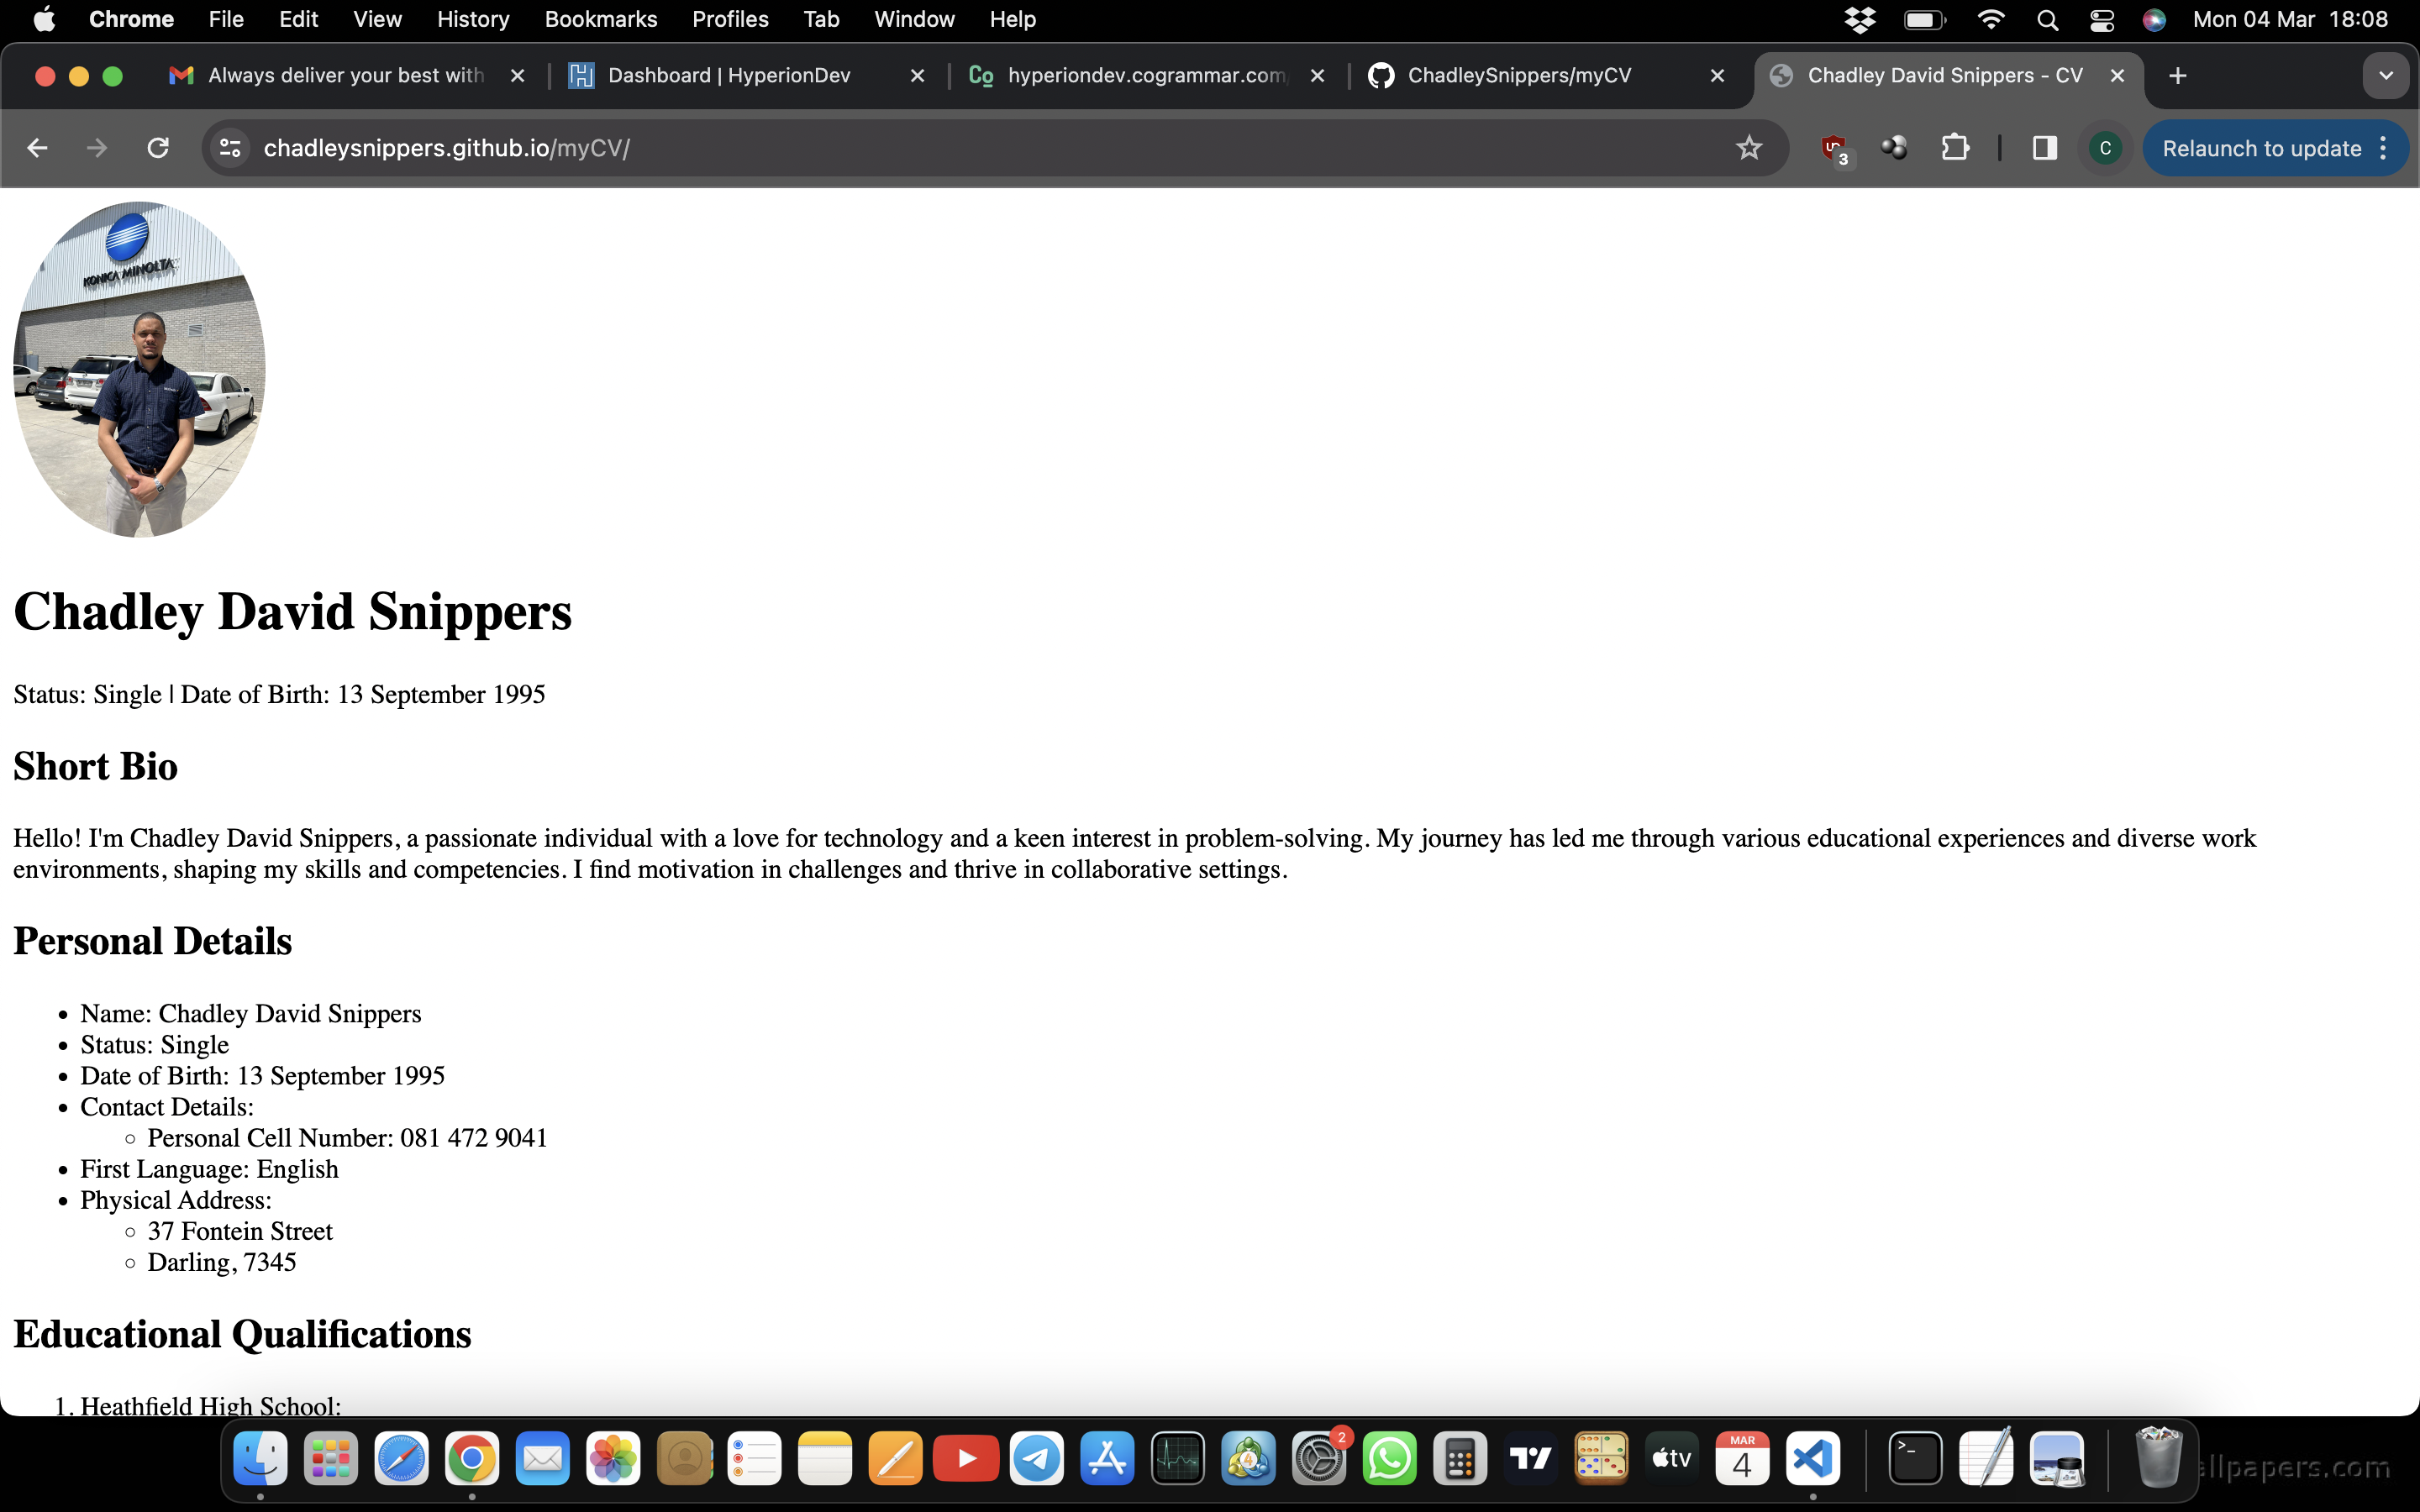 Chrome File Edit View History Bookmarks Profiles Tab Window Help Mon 04 Mar 18:08
Always deliver your best with Dashboard | HyperionDev hyperiondev.cogrammar.com/ ChadleySnippers/myCV Chadley David Snippers - CV
chadleysnippers.github.io/myCV/ 3 C Relaunch to update
KONICA MINOLTA
Chadley David Snippers
Status: Single | Date of Birth: 13 September 1995
Short Bio
Hello! I'm Chadley David Snippers, a passionate individual with a love for technology and a keen interest in problem-solving. My journey has led me through various educational experiences and diverse work
environments, shaping my skills and competencies. I find motivation in challenges and thrive in collaborative settings.
Personal Details
• Name: Chadley David Snippers
• Status: Single
• Date of Birth: 13 September 1995
• Contact Details:
◦ Personal Cell Number: 081 472 9041
• First Language: English
• Physical Address:
◦ 37 Fontein Street
◦ Darling, 7345
Educational Qualifications
1. Heathfield High School:
4 2 tv MAR 4 >_ allpapers.com